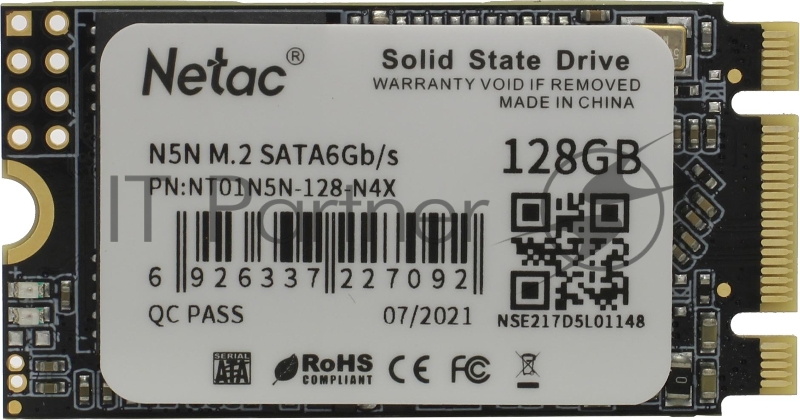 Netac®
Solid State Drive
WARRANTY VOID IF REMOVED
MADE IN CHINA
N5N M.2 SATA6Gb/s
128GB
PN:NT01N5N-128-N4X
IT Partner
6 926337 227092
QC PASS
07/2021
NSE217D5L01148
SERIAL
ATA
RoHS
COMPLIANT
CE FC